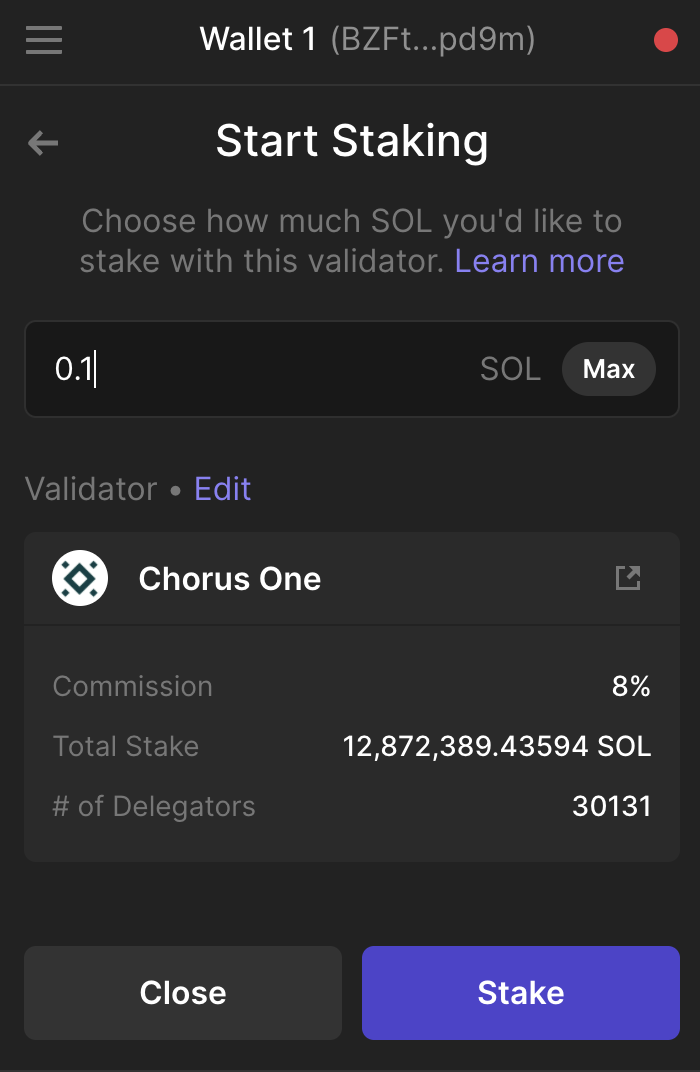 Wallet 1 (BZFt...pd9m)
Start Staking
Choose how much SOL you'd like to
stake with this validator. Learn more
0.1 SOL Max
Validator • Edit
Chorus One
Commission 8%
Total Stake 12,872,389.43594 SOL
# of Delegators 30131
Close Stake